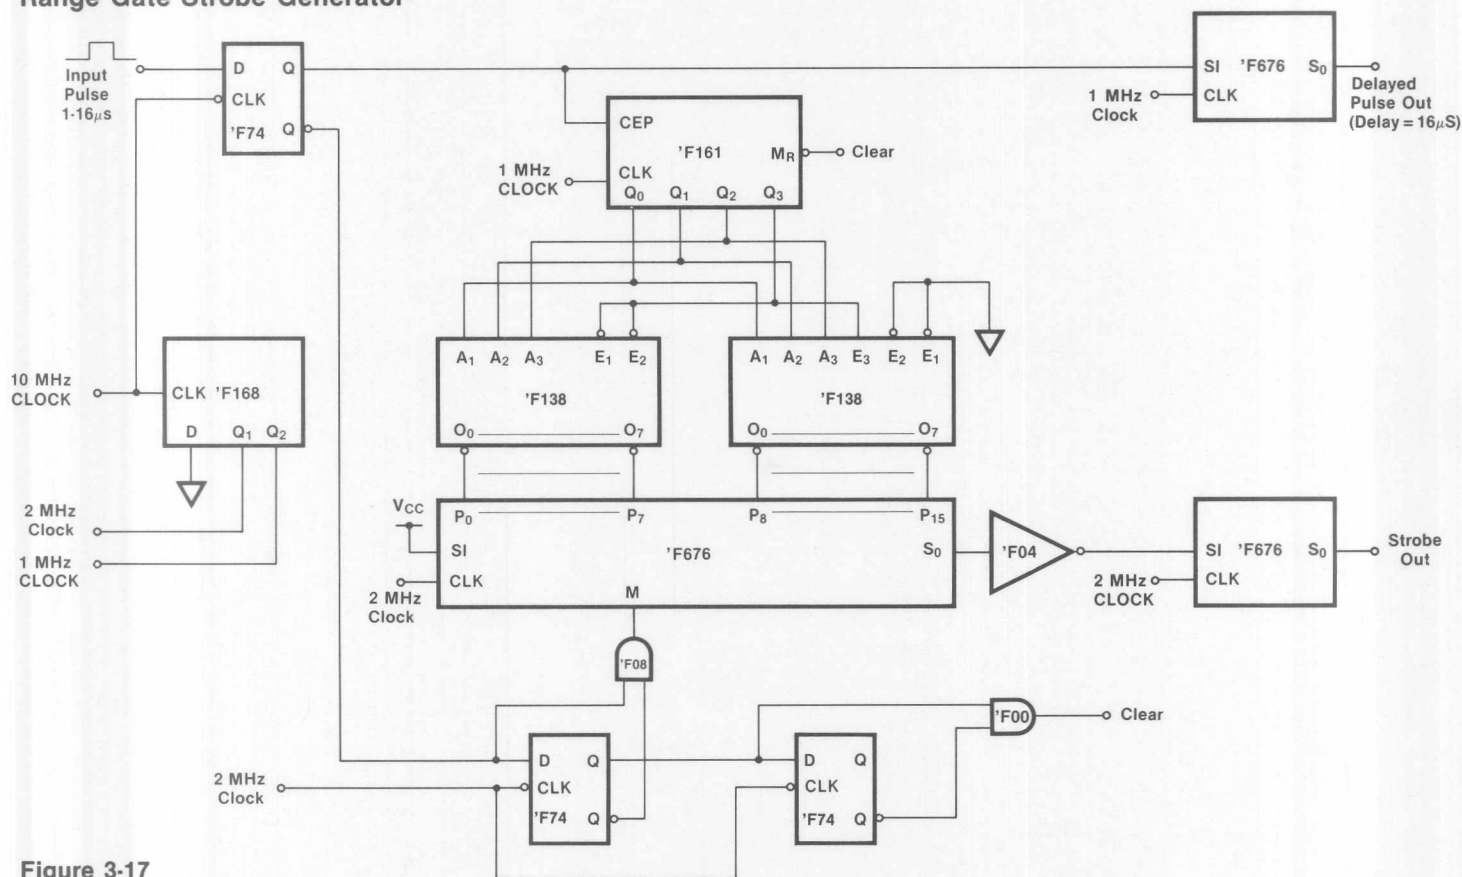 Range Gate Strobe Generator
Input
Pulse
1-16μs
D Q
CLK
'F74 Q
SI 'F676 S0
CLK
1 MHz
Clock
Delayed
Pulse Out
(Delay = 16μS)
CEP
'F161 MR Clear
CLK
Q0 Q1 Q2 Q3
1 MHz
CLOCK
10 MHz
CLOCK
CLK 'F168
D Q1 Q2
2 MHz
Clock
1 MHz
CLOCK
A1 A2 A3 E1 E2
'F138
O0 O7
A1 A2 A3 E3 E2 E1
'F138
O0 O7
VCC
P0 P7 P8 P15
SI 'F676 S0
CLK
M
2 MHz
Clock
'F04
SI 'F676 S0
CLK
2 MHz
CLOCK
Strobe
Out
'F08
'F00 Clear
2 MHz
Clock
D Q
CLK
'F74 Q
D Q
CLK
'F74 Q
Figure 3-17